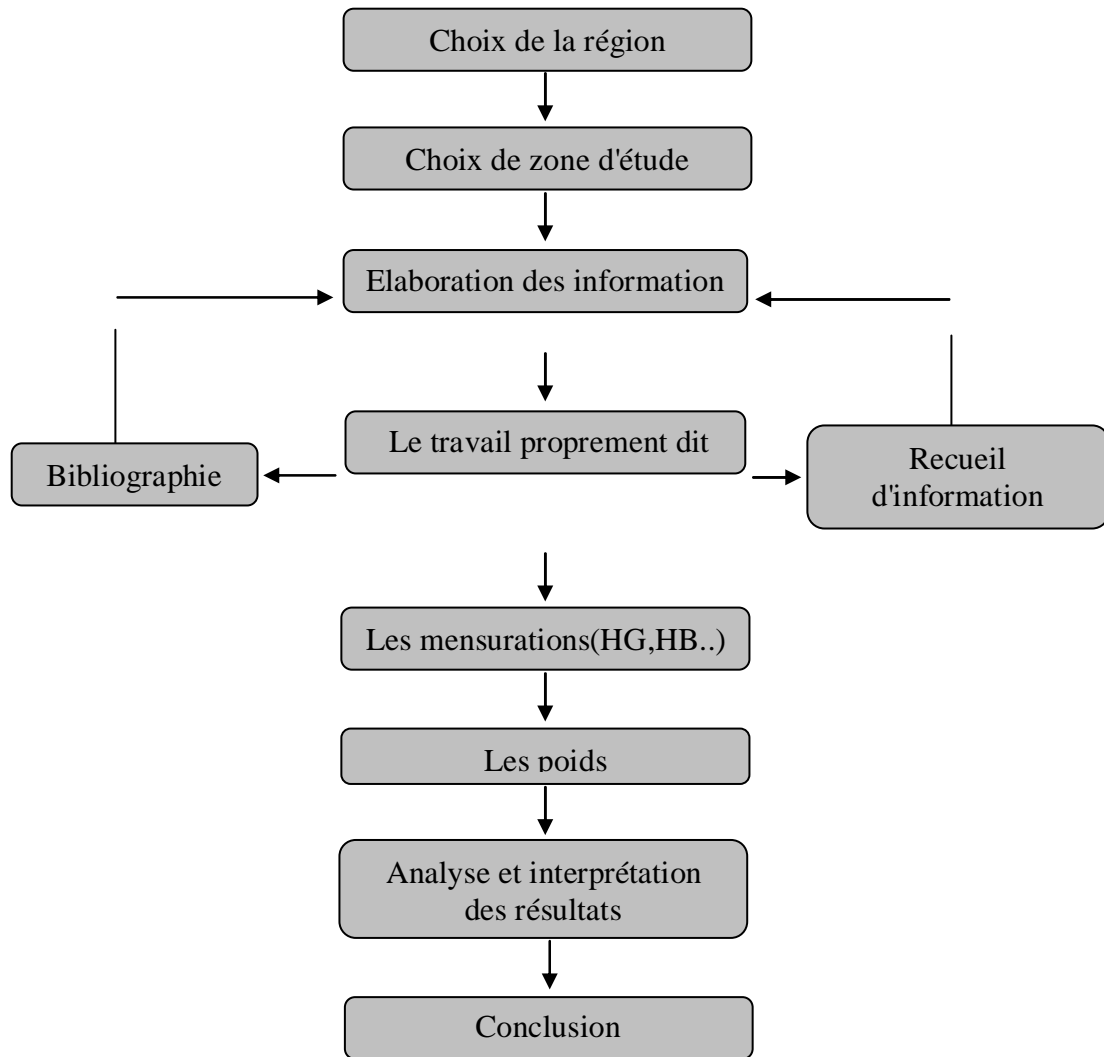 Choix de la région
Choix de zone d'étude
Elaboration des information
Le travail proprement dit
Bibliographie
Recueil
d'information
Les mensurations(HG,HB..)
Les poids
Analyse et interprétation
des résultats
Conclusion